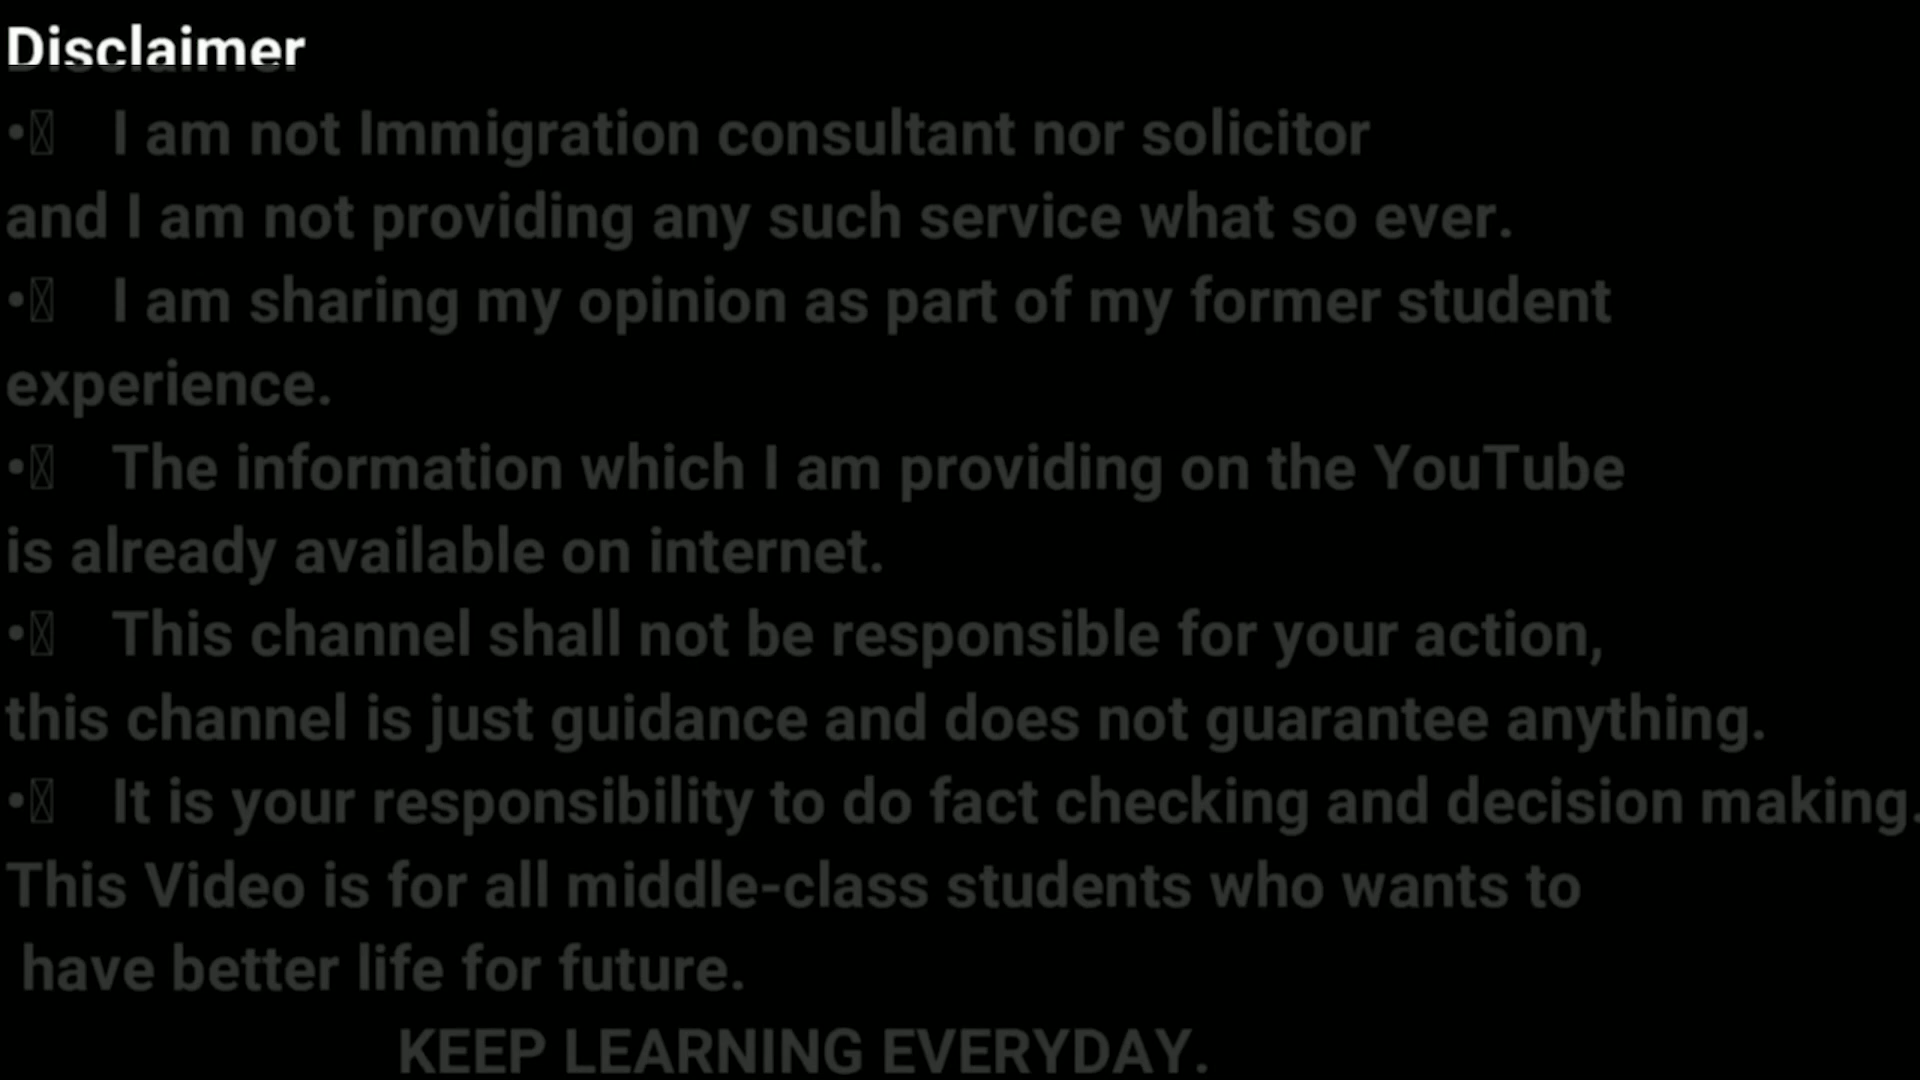 Disclaimer
• I am not Immigration consultant nor solicitor
and I am not providing any such service what so ever.
• I am sharing my opinion as part of my former student
experience.
• The information which I am providing on the YouTube
is already available on internet.
• This channel shall not be responsible for your action,
this channel is just guidance and does not guarantee anything.
• It is your responsibility to do fact checking and decision making.
This Video is for all middle-class students who wants to
have better life for future.
KEEP LEARNING EVERYDAY.